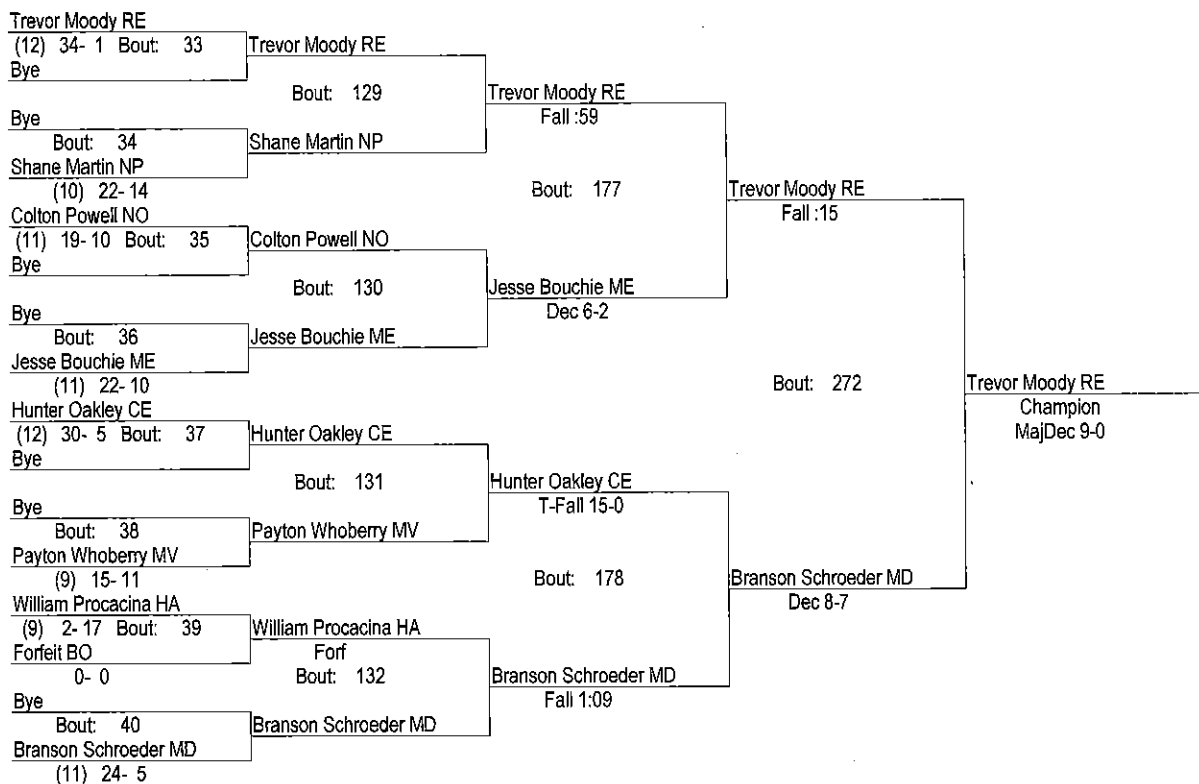 Trevor Moody RE
(12) 34- 1 Bout: 33
Bye
Bye
Bout: 34
Shane Martin NP
(10) 22- 14
Colton Powell NO
(11) 19- 10 Bout: 35
Bye
Bye
Bout: 36
Jesse Bouchie ME
(11) 22- 10
Hunter Oakley CE
(12) 30- 5 Bout: 37
Bye
Bye
Bout: 38
Payton Whoberry MV
(9) 15- 11
William Procacina HA
(9) 2- 17 Bout: 39
Forfeit BO
0- 0
Bye
Bout: 40
Branson Schroeder MD
(11) 24- 5
Trevor Moody RE
Bout: 129
Shane Martin NP
Colton Powell NO
Bout: 130
Jesse Bouchie ME
Hunter Oakley CE
Bout: 131
Payton Whoberry MV
William Procacina HA
Forf
Bout: 132
Branson Schroeder MD
Trevor Moody RE
Fall :59
Bout: 177
Jesse Bouchie ME
Dec 6-2
Hunter Oakley CE
T-Fall 15-0
Bout: 178
Branson Schroeder MD
Fall 1:09
Trevor Moody RE
Fall :15
Bout: 272
Branson Schroeder MD
Dec 8-7
Trevor Moody RE
Champion
MajDec 9-0